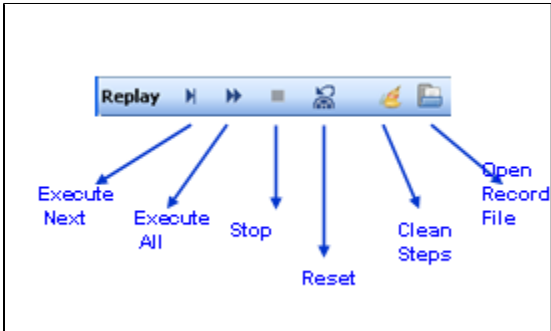 Replay
Execute
Next
Execute
All
Stop
Reset
Clean
Steps
Open
Record
File